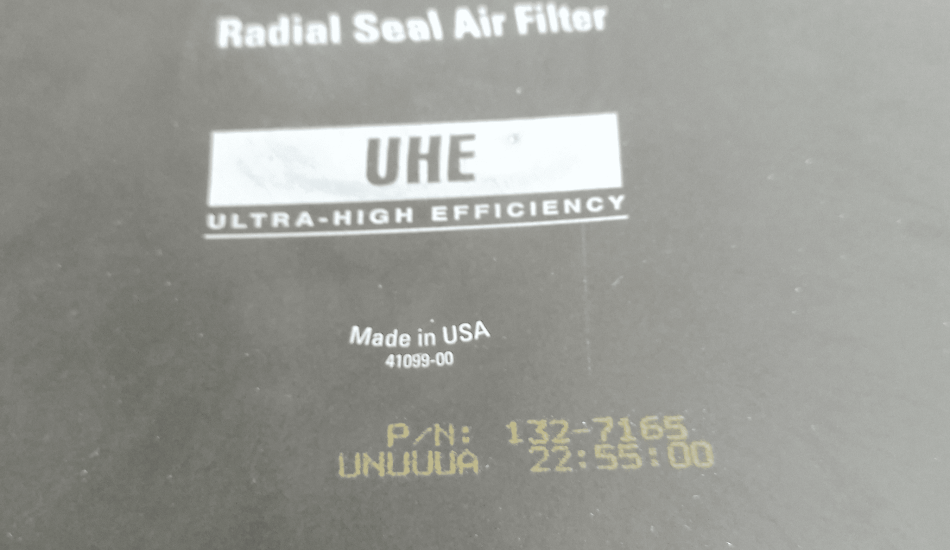 Radial Seal Air Filter
UHE
ULTRA-HIGH EFFICIENCY
Made in USA
41099-00
P/N: 132-7165
UNUUUA 22:55:00